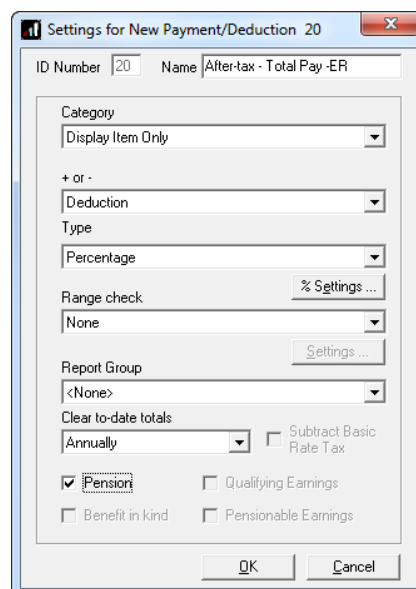 Settings for New Payment/Deduction 20
ID Number 20 Name After-tax - Total Pay -ER
Category
Display Item Only
+ or -
Deduction
Type
Percentage
% Settings ...
Range check
None
Settings ...
Report Group
<None>
Clear to-date totals
Annually
Subtract Basic
Rate Tax
Pension Qualifying Earnings
Benefit in kind Pensionable Earnings
OK Cancel